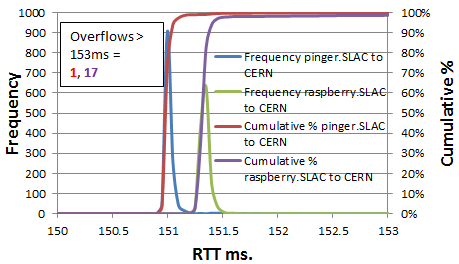 1000
900
800
700
600
500
400
300
200
100
0
Frequency
Overflows >
153ms =
1, 17
Frequency pinger.SLAC to
CERN
Frequency raspberry.SLAC
to CERN
Cumulative % pinger.SLAC
to CERN
Cumulative %
raspberry.SLAC to CERN
100%
90%
80%
70%
60%
50%
40%
30%
20%
10%
0%
Cumulative %
150 150.5 151 151.5 152 152.5 153
RTT ms.